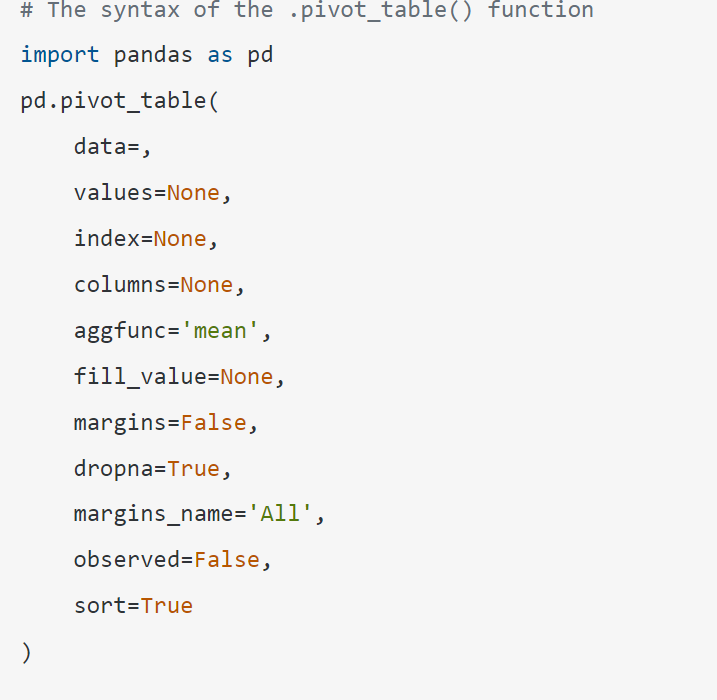 # The syntax of the .pivot_table() function
import pandas as pd
pd.pivot_table(
    data=,
    values=None,
    index=None,
    columns=None,
    aggfunc='mean',
    fill_value=None,
    margins=False,
    dropna=True,
    margins_name='All',
    observed=False,
    sort=True
)